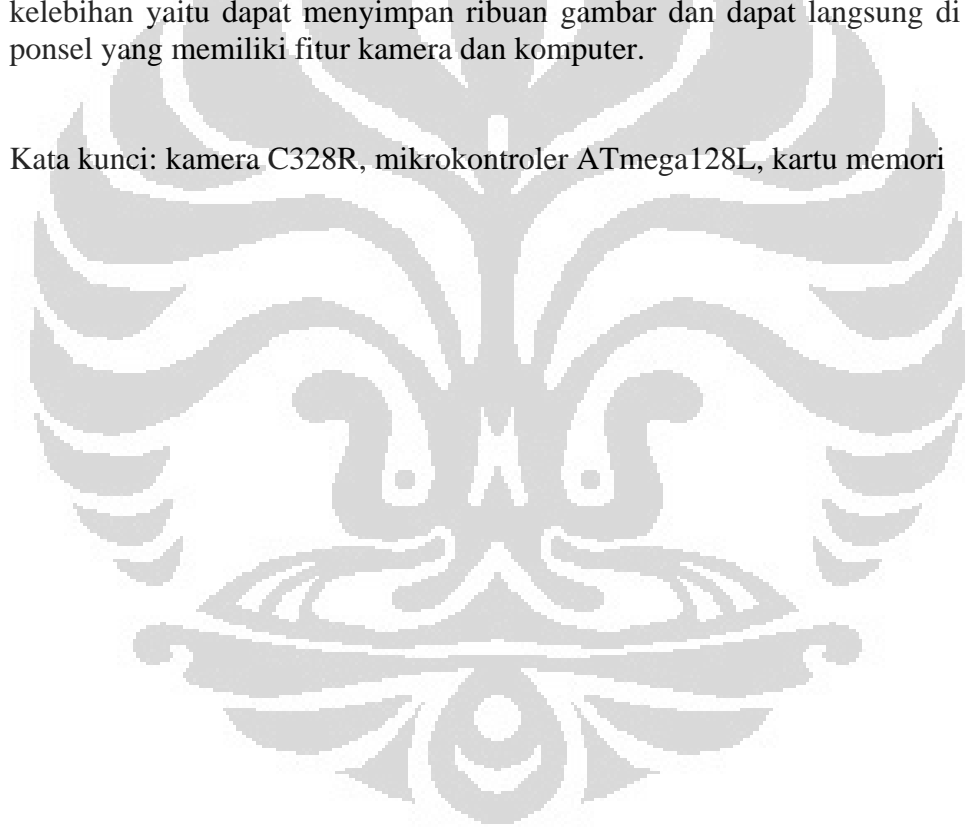 kelebihan yaitu dapat menyimpan ribuan gambar dan dapat langsung di
ponsel yang memiliki fitur kamera dan komputer.
Kata kunci: kamera C328R, mikrokontroler ATmega128L, kartu memori